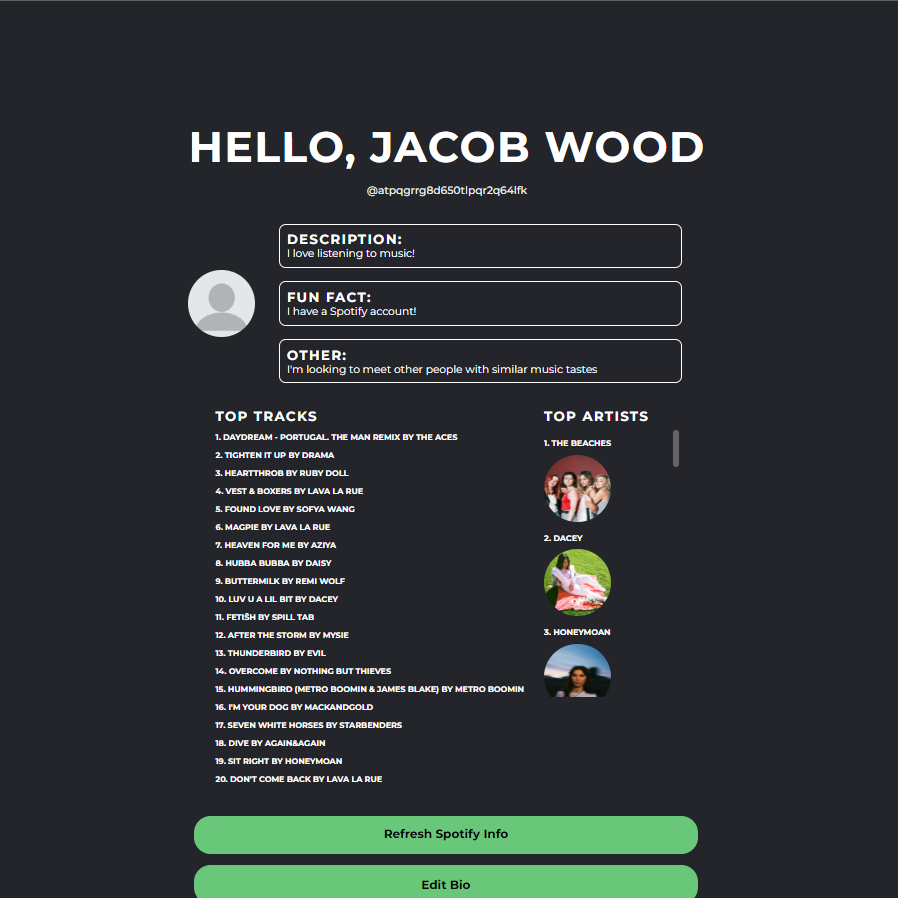 HELLO, JACOB WOOD
@atpqgrrg8d650tlpqr2q64lfk
DESCRIPTION:
I love listening to music!
FUN FACT:
I have a Spotify account!
OTHER:
I'm looking to meet other people with similar music tastes
TOP TRACKS
1. DAYDREAM - PORTUGAL. THE MAN REMIX BY THE ACES
2. TIGHTEN IT UP BY DRAMA
3. HEARTTHROB BY RUBY DOLL
4. VEST & BOXERS BY LAVA LA RUE
5. FOUND LOVE BY SOFYA WANG
6. MAGPIE BY LAVA LA RUE
7. HEAVEN FOR ME BY AZIYA
8. HUBBA BUBBA BY DAISY
9. BUTTERMILK BY REMI WOLF
10. LUV U A LIL BIT BY DACEY
11. FETIŠH BY SPILL TAB
12. AFTER THE STORM BY MYSIE
13. THUNDERBIRD BY EVIL
14. OVERCOME BY NOTHING BUT THIEVES
15. HUMMINGBIRD (METRO BOOMIN & JAMES BLAKE) BY METRO BOOMIN
16. I'M YOUR DOG BY MACKANDGOLD
17. SEVEN WHITE HORSES BY STARBENDERS
18. DIVE BY AGAIN&AGAIN
19. SIT RIGHT BY HONEYMOAN
20. DON'T COME BACK BY LAVA LA RUE
TOP ARTISTS
1. THE BEACHES
2. DACEY
3. HONEYMOAN
Refresh Spotify Info
Edit Bio